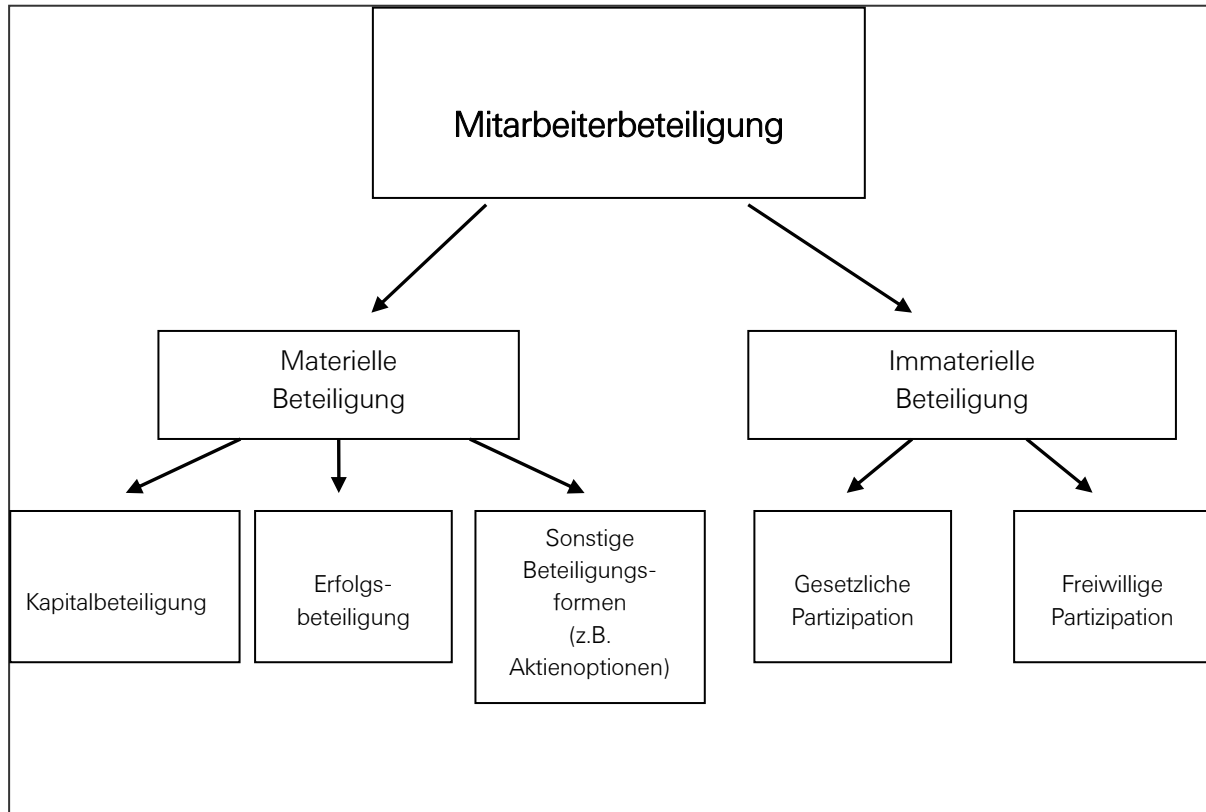 Mitarbeiterbeteiligung
Materielle
Beteiligung
Immaterielle
Beteiligung
Kapitalbeteiligung
Erfolgs-
beteiligung
Sonstige
Beteiligungs-
formen
(z.B.
Aktienoptionen)
Gesetzliche
Partizipation
Freiwillige
Partizipation